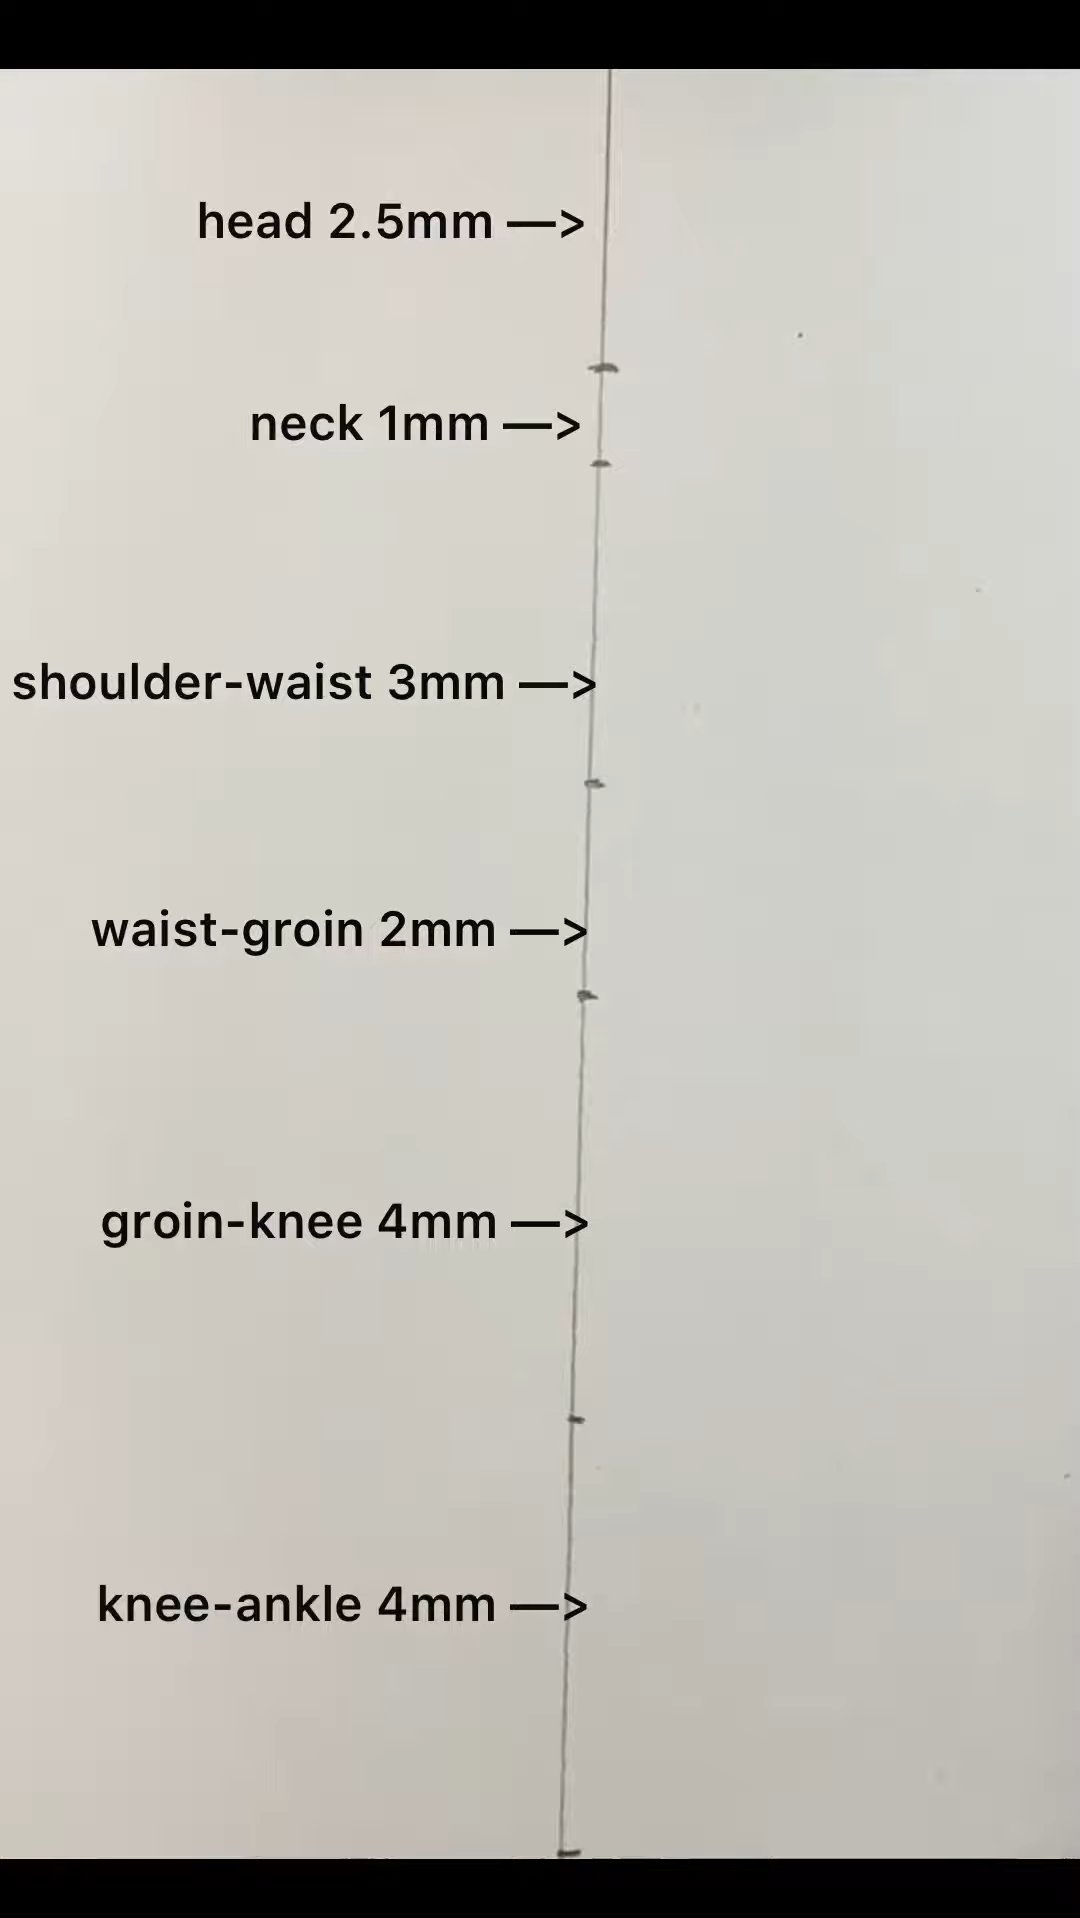 head 2.5mm —>
neck 1mm —>
shoulder-waist 3mm —>
waist-groin 2mm —>
groin-knee 4mm —>
knee-ankle 4mm —>